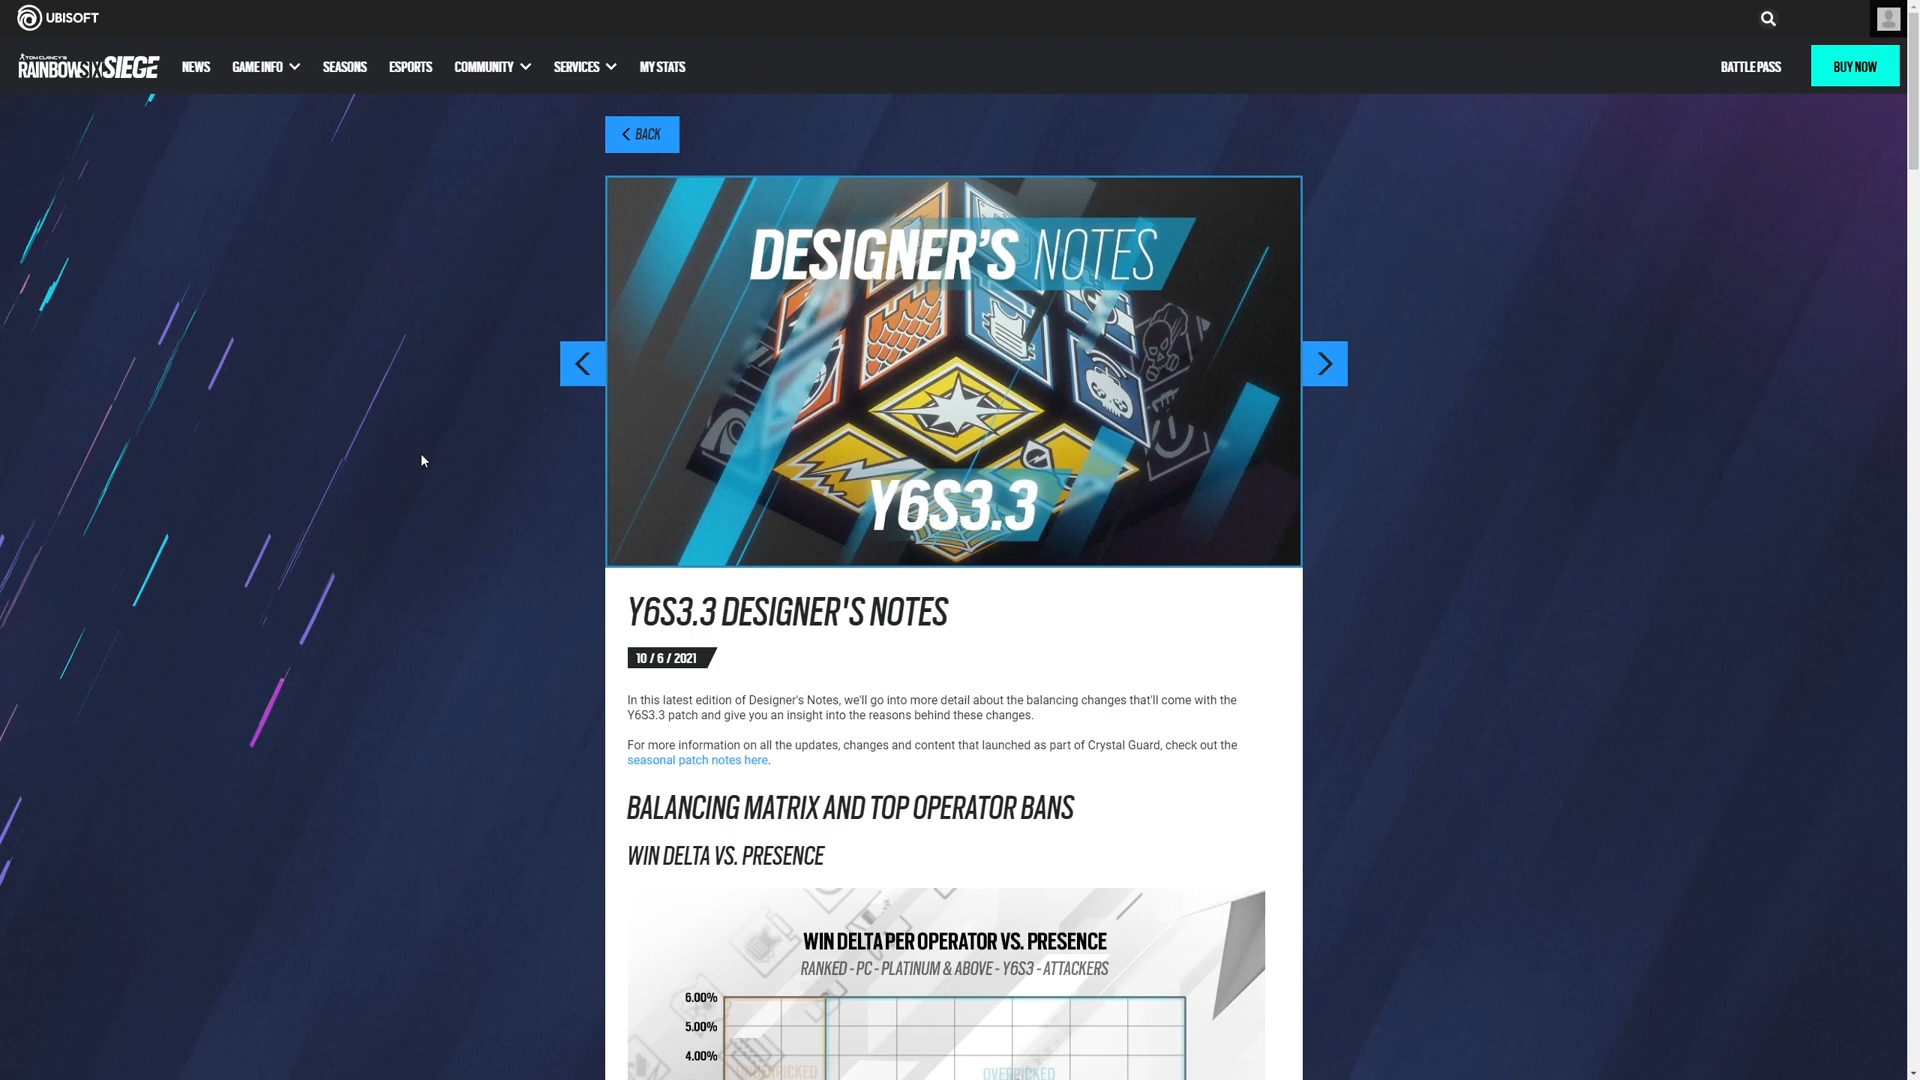 UBISOFT
TOM CLANCY'S
RAINBOWSIX SIEGE
NEWS
GAME INFO
SEASONS
ESPORTS
COMMUNITY
SERVICES
MY STATS
BATTLE PASS
BUY NOW
BACK
DESIGNER'S NOTES
Y6S3.3
Y6S3.3 DESIGNER'S NOTES
10 / 6 / 2021
In this latest edition of Designer's Notes, we'll go into more detail about the balancing changes that'll come with the
Y6S3.3 patch and give you an insight into the reasons behind these changes.
For more information on all the updates, changes and content that launched as part of Crystal Guard, check out the
seasonal patch notes here.
BALANCING MATRIX AND TOP OPERATOR BANS
WIN DELTA VS. PRESENCE
WIN DELTA PER OPERATOR VS. PRESENCE
RANKED - PC - PLATINUM & ABOVE - Y6S3 - ATTACKERS
6.00%
5.00%
4.00%
UNDERPICKED
OVERPICKED